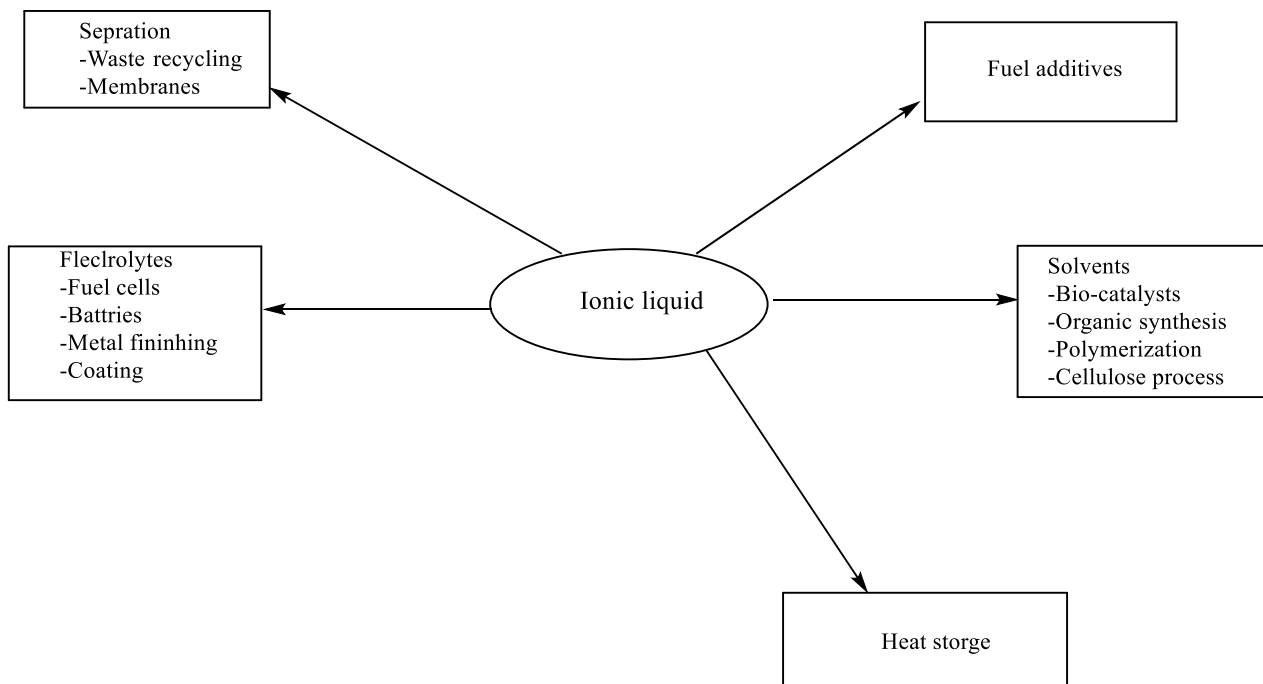 Sepration
-Waste recycling
-Membranes
Fuel additives
Fleclrolytes
-Fuel cells
-Battries
-Metal fininhing
-Coating
Ionic liquid
Solvents
-Bio-catalysts
-Organic synthesis
-Polymerization
-Cellulose process
Heat storge